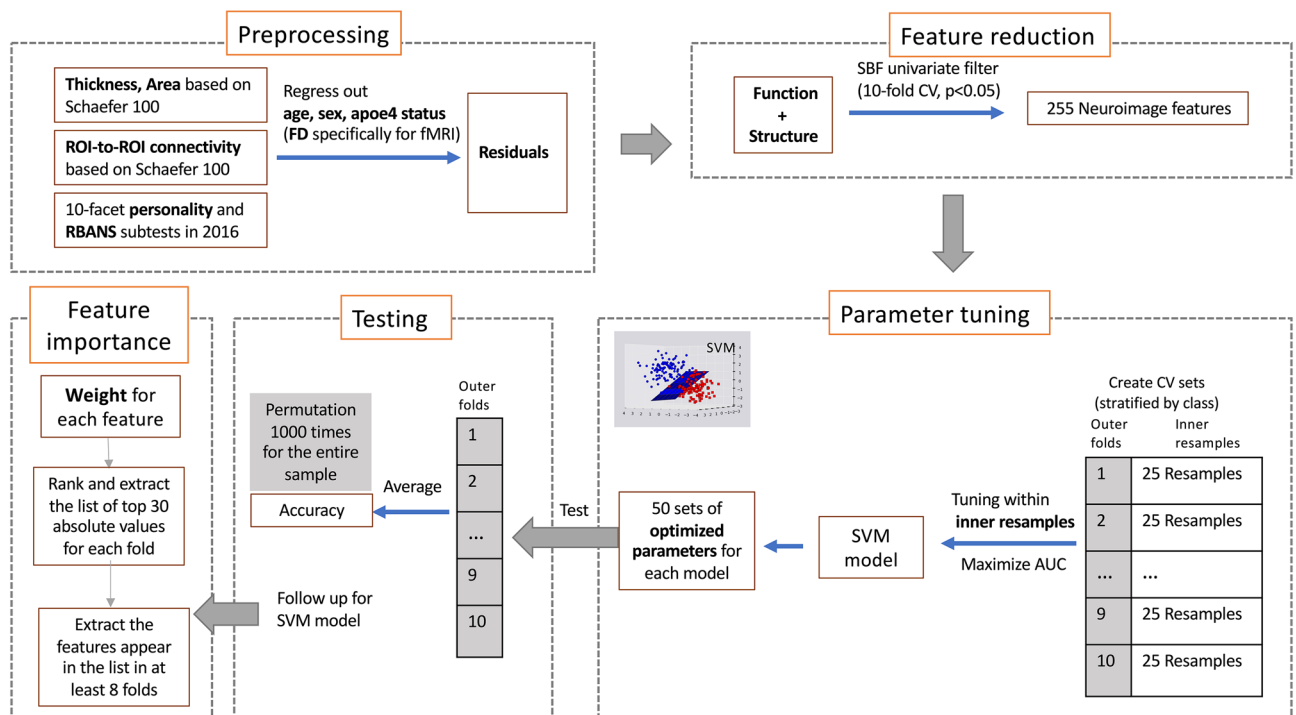 Preprocessing
Thickness, Area based on
Schaefer 100
ROI-to-ROI connectivity
based on Schaefer 100
10-facet personality and
RBANS subtests in 2016
Regress out
age, sex, apoe4 status
(FD specifically for fMRI)
Residuals
Feature reduction
Function
+
Structure
SBF univariate filter
(10-fold CV, p<0.05)
255 Neuroimage features
Parameter tuning
SVM
Create CV sets
(stratified by class)
Outer
folds
Inner
resamples
1
25 Resamples
2
25 Resamples
...
...
9
25 Resamples
10
25 Resamples
Tuning within
inner resamples
Maximize AUC
SVM
model
50 sets of
optimized
parameters for
each model
Test
Testing
Outer
folds
1
2
...
9
10
Average
Permutation
1000 times
for the entire
sample
Accuracy
Follow up for
SVM model
Feature
importance
Weight for
each feature
Rank and extract
the list of top 30
absolute values
for each fold
Extract the
features appear
in the list in at
least 8 folds